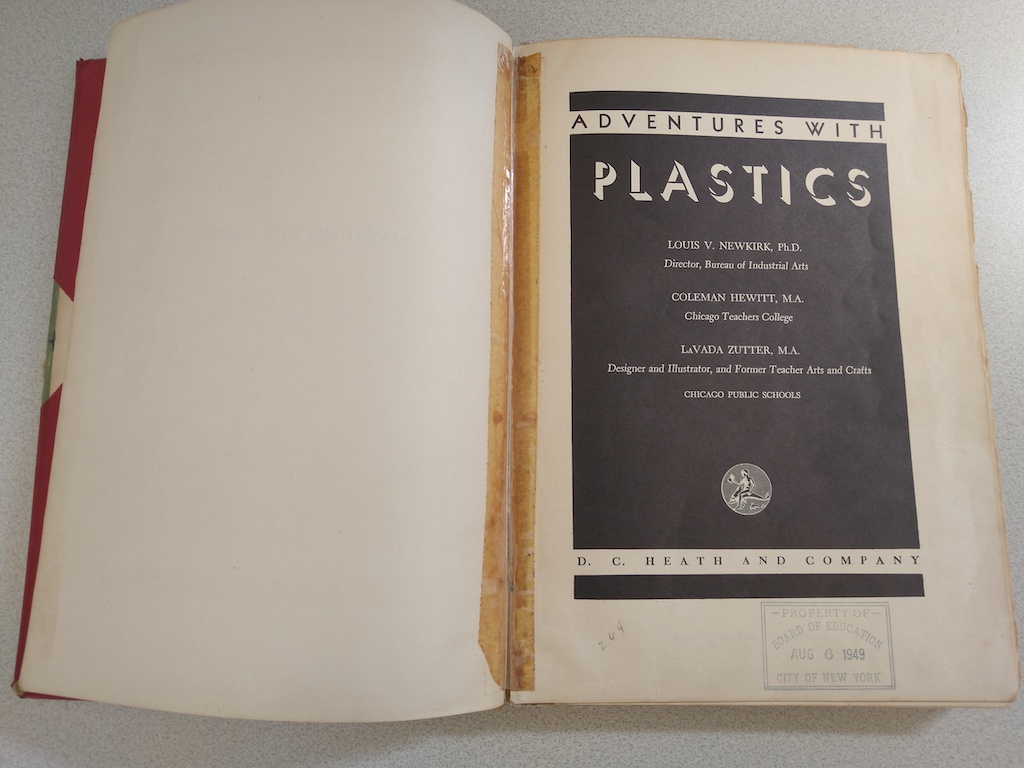 ADVENTURES WITH
PLASTICS
LOUIS V. NEWKIRK, Ph.D.
Director, Bureau of Industrial Arts
COLEMAN HEWITT, M.A.
Chicago Teachers College
LAVADA ZUTTER, M.A.
Designer and Illustrator, and Former Teacher Arts and Crafts
CHICAGO PUBLIC SCHOOLS
D. C. HEATH AND COMPANY
264
–PROPERTY OF–
BOARD OF EDUCATION
AUG 6 1949
CITY OF NEW YORK